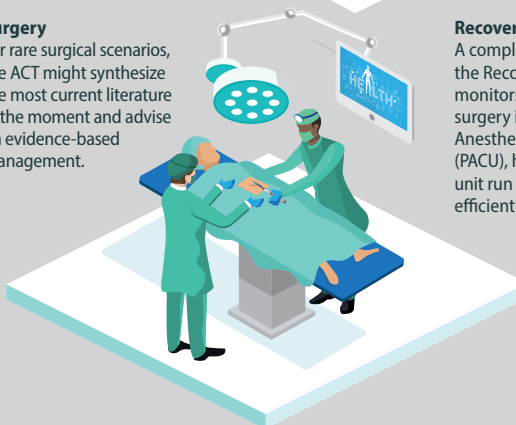 urgery
r rare surgical scenarios,
e ACT might synthesize
e most current literature
the moment and advise
evidence-based
anagement.
HEALTH
Recover
A compl
the Reco
monitors
surgery i
Anesthe
(PACU), h
unit run
efficient